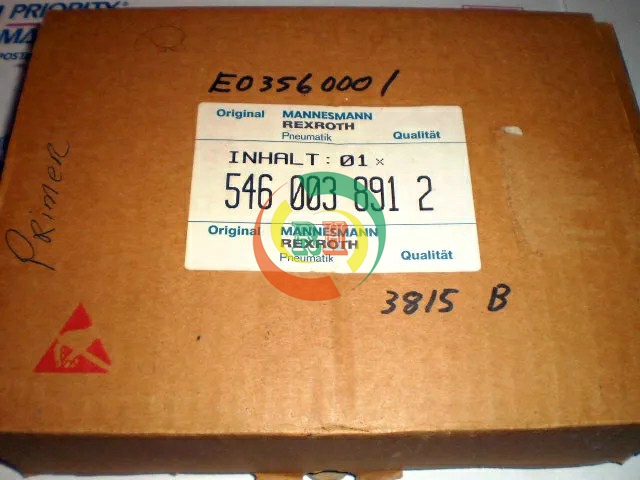 PRIORITY
MA
POSTA
E03560001
Original MANNESMANN
REXROTH
Pneumatik Qualität
INHALT: 01 x
546 003 891 2
Original MANNESMANN
REXROTH
Pneumatik Qualität
Primer
3815 B